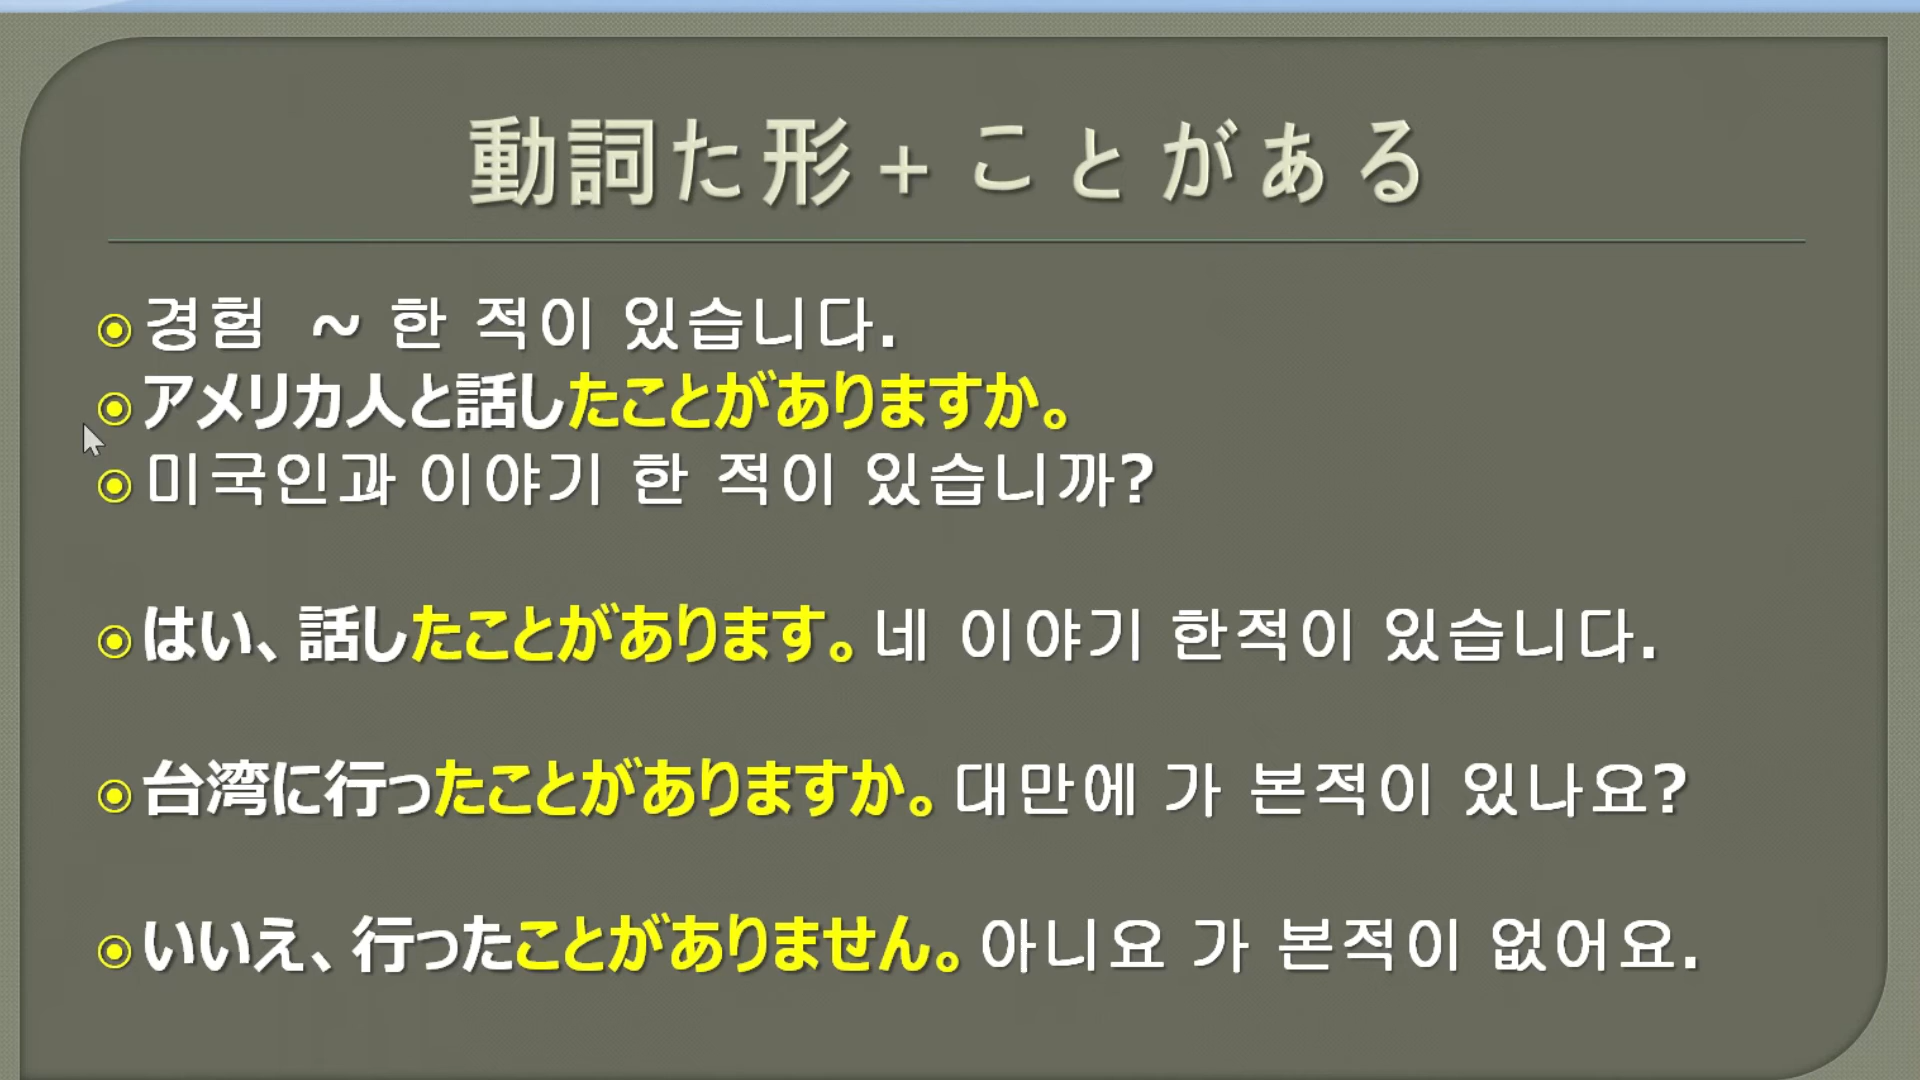 動詞た形＋ことがある
경험 ~ 한 적이 있습니다.
アメリカ人と話したことがありますか。
미국인과 이야기 한 적이 있습니까?
はい、話したことがあります。네 이야기 한적이 있습니다.
台湾に行ったことがありますか。대만에 가 본적이 있나요?
いいえ、行ったことがありません。아니요 가 본적이 없어요.